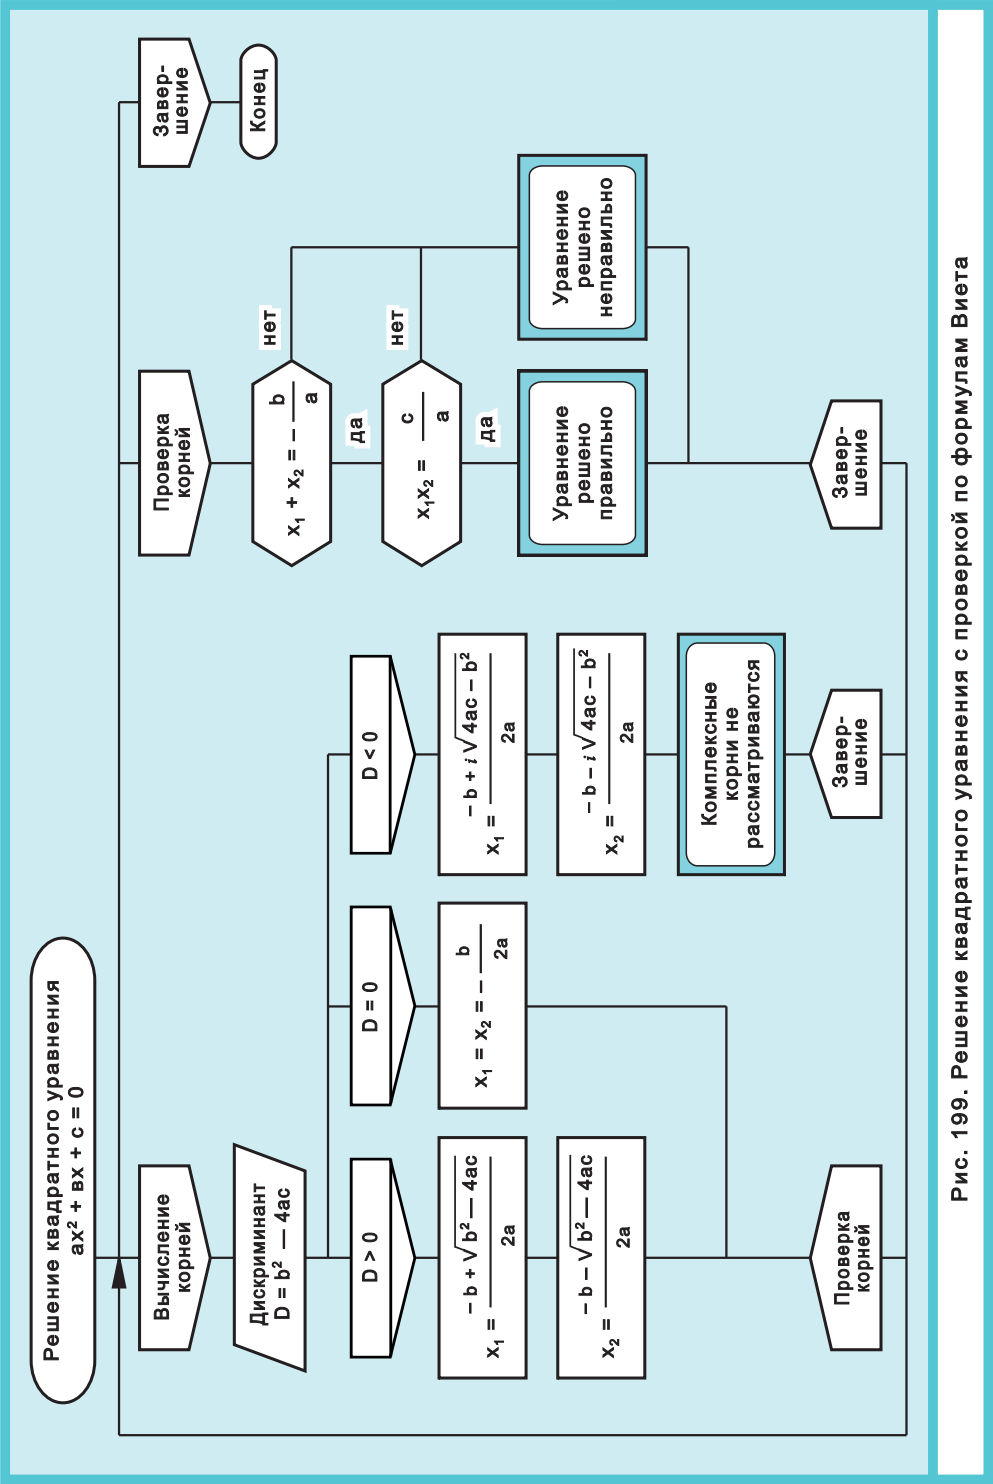 Решение квадратного уравнения
ax² + вx + c = 0
Вычисление
корней
Дискриминант
D = b² — 4ac
D > 0
x₁ = – b + √b² — 4ac
2a
x₂ = – b – √b² — 4ac
2a
Проверка
корней
D = 0
x₁ = x₂ = – b
2a
D < 0
x₁ = – b + i √4ac – b²
2a
x₂ = – b – i √4ac – b²
2a
Комплексные
корни не
рассматриваются
Завер-
шение
Проверка
корней
x₁ + x₂ = – b
a
нет
да
x₁x₂ = c
a
нет
да
Уравнение
решено
правильно
Уравнение
решено
неправильно
Завер-
шение
Завер-
шение
Конец
Рис. 199. Решение квадратного уравнения с проверкой по формулам Виета